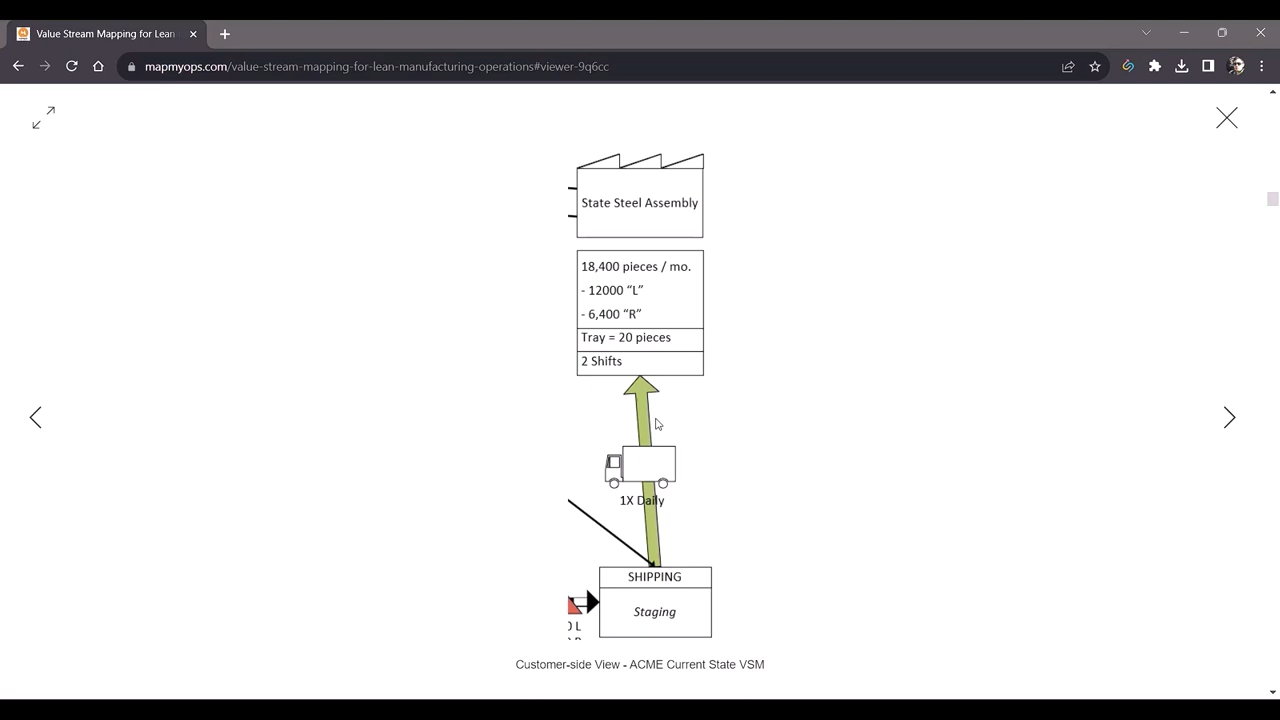 Value Stream Mapping for Lean
mapmyops.com/value-stream-mapping-for-lean-manufacturing-operations#viewer-9q6cc
State Steel Assembly
18,400 pieces / mo.
- 12000 “L”
- 6,400 “R”
Tray = 20 pieces
2 Shifts
1X Daily
SHIPPING
Staging
0 L
Customer-side View - ACME Current State VSM